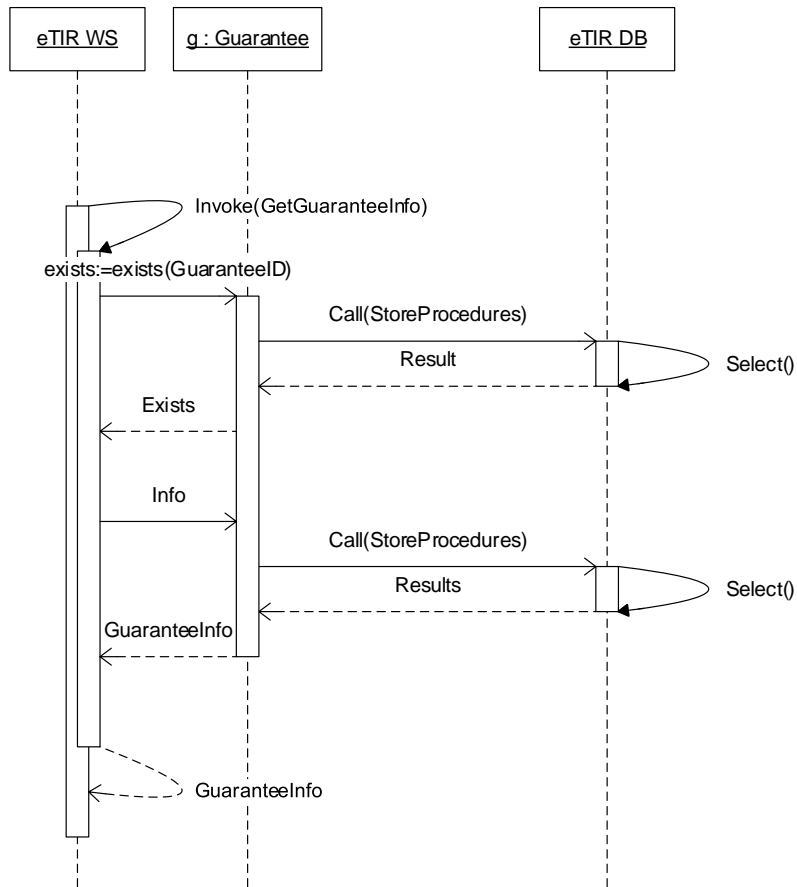 eTIR WS
g : Guarantee
eTIR DB
Invoke(GetGuaranteeInfo)
exists:=exists(GuaranteeID)
Call(StoreProcedures)
Result
Select()
Exists
Info
Call(StoreProcedures)
Results
Select()
GuaranteeInfo
GuaranteeInfo